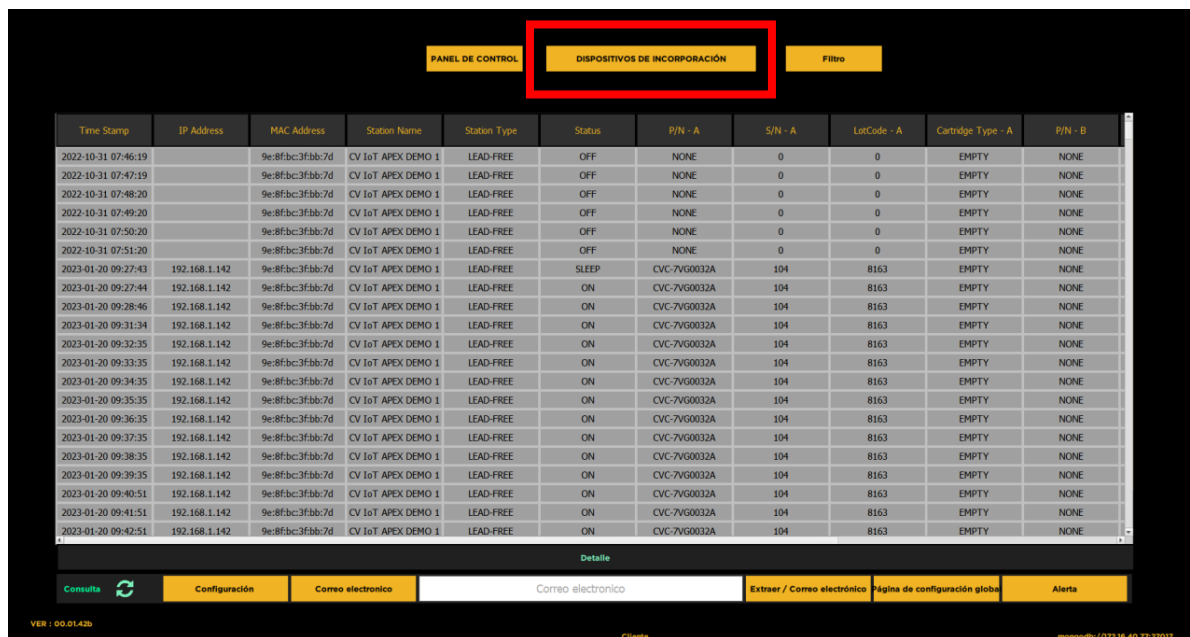 PANEL DE CONTROL DISPOSITIVOS DE INCORPORACIÓN Filtro
Time Stamp IP Address MAC Address Station Name Station Type Status P/N - A S/N - A LotCode - A Cartridge Type - A P/N - B
2022-10-31 07:46:19 9e:8f:bc:3f:bb:7d CV IoT APEX DEMO 1 LEAD-FREE OFF NONE 0 0 EMPTY NONE
2022-10-31 07:47:19 9e:8f:bc:3f:bb:7d CV IoT APEX DEMO 1 LEAD-FREE OFF NONE 0 0 EMPTY NONE
2022-10-31 07:48:20 9e:8f:bc:3f:bb:7d CV IoT APEX DEMO 1 LEAD-FREE OFF NONE 0 0 EMPTY NONE
2022-10-31 07:49:20 9e:8f:bc:3f:bb:7d CV IoT APEX DEMO 1 LEAD-FREE OFF NONE 0 0 EMPTY NONE
2022-10-31 07:50:20 9e:8f:bc:3f:bb:7d CV IoT APEX DEMO 1 LEAD-FREE OFF NONE 0 0 EMPTY NONE
2022-10-31 07:51:20 9e:8f:bc:3f:bb:7d CV IoT APEX DEMO 1 LEAD-FREE OFF NONE 0 0 EMPTY NONE
2023-01-20 09:27:43 192.168.1.142 9e:8f:bc:3f:bb:7d CV IoT APEX DEMO 1 LEAD-FREE SLEEP CVC-7VG0032A 104 8163 EMPTY NONE
2023-01-20 09:27:44 192.168.1.142 9e:8f:bc:3f:bb:7d CV IoT APEX DEMO 1 LEAD-FREE ON CVC-7VG0032A 104 8163 EMPTY NONE
2023-01-20 09:28:46 192.168.1.142 9e:8f:bc:3f:bb:7d CV IoT APEX DEMO 1 LEAD-FREE ON CVC-7VG0032A 104 8163 EMPTY NONE
2023-01-20 09:31:34 192.168.1.142 9e:8f:bc:3f:bb:7d CV IoT APEX DEMO 1 LEAD-FREE ON CVC-7VG0032A 104 8163 EMPTY NONE
2023-01-20 09:32:35 192.168.1.142 9e:8f:bc:3f:bb:7d CV IoT APEX DEMO 1 LEAD-FREE ON CVC-7VG0032A 104 8163 EMPTY NONE
2023-01-20 09:33:35 192.168.1.142 9e:8f:bc:3f:bb:7d CV IoT APEX DEMO 1 LEAD-FREE ON CVC-7VG0032A 104 8163 EMPTY NONE
2023-01-20 09:34:35 192.168.1.142 9e:8f:bc:3f:bb:7d CV IoT APEX DEMO 1 LEAD-FREE ON CVC-7VG0032A 104 8163 EMPTY NONE
2023-01-20 09:35:35 192.168.1.142 9e:8f:bc:3f:bb:7d CV IoT APEX DEMO 1 LEAD-FREE ON CVC-7VG0032A 104 8163 EMPTY NONE
2023-01-20 09:36:35 192.168.1.142 9e:8f:bc:3f:bb:7d CV IoT APEX DEMO 1 LEAD-FREE ON CVC-7VG0032A 104 8163 EMPTY NONE
2023-01-20 09:37:35 192.168.1.142 9e:8f:bc:3f:bb:7d CV IoT APEX DEMO 1 LEAD-FREE ON CVC-7VG0032A 104 8163 EMPTY NONE
2023-01-20 09:38:35 192.168.1.142 9e:8f:bc:3f:bb:7d CV IoT APEX DEMO 1 LEAD-FREE ON CVC-7VG0032A 104 8163 EMPTY NONE
2023-01-20 09:39:35 192.168.1.142 9e:8f:bc:3f:bb:7d CV IoT APEX DEMO 1 LEAD-FREE ON CVC-7VG0032A 104 8163 EMPTY NONE
2023-01-20 09:40:51 192.168.1.142 9e:8f:bc:3f:bb:7d CV IoT APEX DEMO 1 LEAD-FREE ON CVC-7VG0032A 104 8163 EMPTY NONE
2023-01-20 09:41:51 192.168.1.142 9e:8f:bc:3f:bb:7d CV IoT APEX DEMO 1 LEAD-FREE ON CVC-7VG0032A 104 8163 EMPTY NONE
2023-01-20 09:42:51 192.168.1.142 9e:8f:bc:3f:bb:7d CV IoT APEX DEMO 1 LEAD-FREE ON CVC-7VG0032A 104 8163 EMPTY NONE
Detalle
Consulta Configuración Correo electronico Correo electronico Extraer / Correo electrónico Página de configuración globa Alerta
VER : 00.01.42b
Cliente mongodb://172.16.40.77:27017